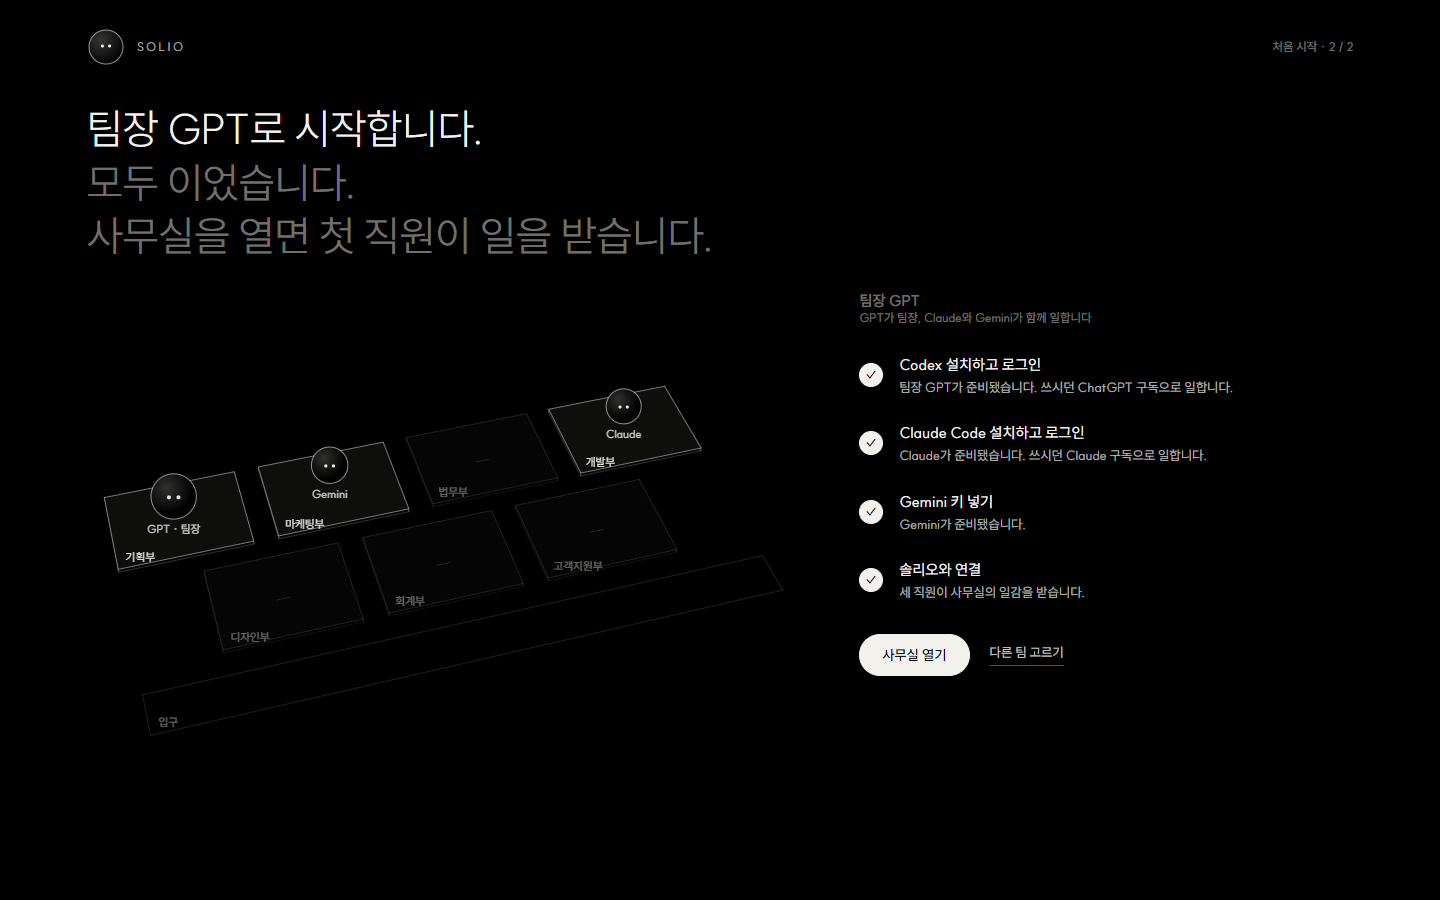 SOLIO
처음 시작 · 2 / 2
팀장 GPT로 시작합니다.
모두 이었습니다.
사무실을 열면 첫 직원이 일을 받습니다.
팀장 GPT
GPT가 팀장, Claude와 Gemini가 함께 일합니다
Codex 설치하고 로그인
팀장 GPT가 준비됐습니다. 쓰시던 ChatGPT 구독으로 일합니다.
Claude Code 설치하고 로그인
Claude가 준비됐습니다. 쓰시던 Claude 구독으로 일합니다.
Gemini 키 넣기
Gemini가 준비됐습니다.
솔리오와 연결
세 직원이 사무실의 일감을 받습니다.
사무실 열기
다른 팀 고르기
Claude
개발부
법무부
Gemini
마케팅부
GPT · 팀장
기획부
고객지원부
회계부
디자인부
입구